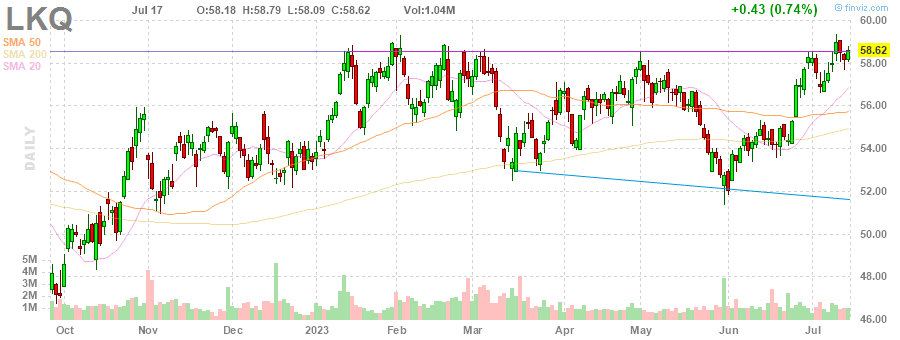 LKQ Jul 17 O:58.18 H:58.79 L:58.09 C:58.62 Vol:1.04M +0.43 (0.74%)
© finviz.com
SMA 50
SMA 200
SMA 20
DAILY
60.00
58.62
58.00
56.00
54.00
52.00
50.00
48.00
46.00
5M
4M
3M
2M
1M
Oct Nov Dec 2023 Feb Mar Apr May Jun Jul